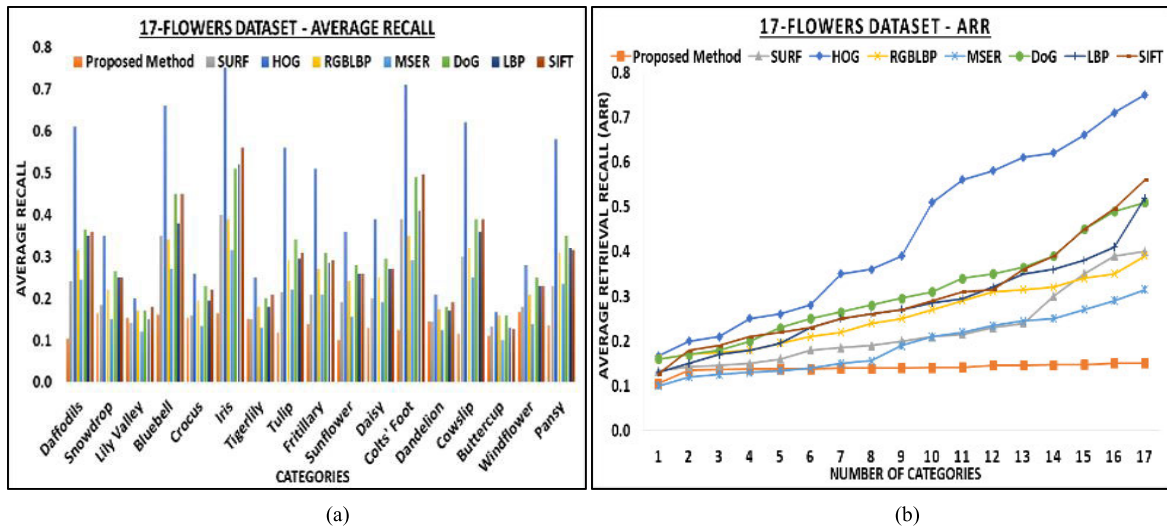 17-FLOWERS DATASET - AVERAGE RECALL
0.8
Proposed Method SURF HOG RGBLBP MSER DoG LBP SIFT
0.7
0.6
0.5
0.4
0.3
0.2
0.1
0.0
AVERAGE RECALL
Daffodils
Snowdrop
Lily Valley
Bluebell
Crocus
Iris
Tigerlily
Tulip
Fritillary
Sunflower
Daisy
Colts' Foot
Dandelion
Cowslip
Buttercup
Windflower
Pansy
CATEGORIES
(a)
17-FLOWERS DATASET - ARR
Proposed Method SURF HOG RGBLBP MSER DoG LBP SIFT
0.8
0.7
0.6
0.5
0.4
0.3
0.2
0.1
0.0
AVERAGE RETRIEVAL RECALL (ARR)
1 2 3 4 5 6 7 8 9 10 11 12 13 14 15 16 17
NUMBER OF CATEGORIES
(b)